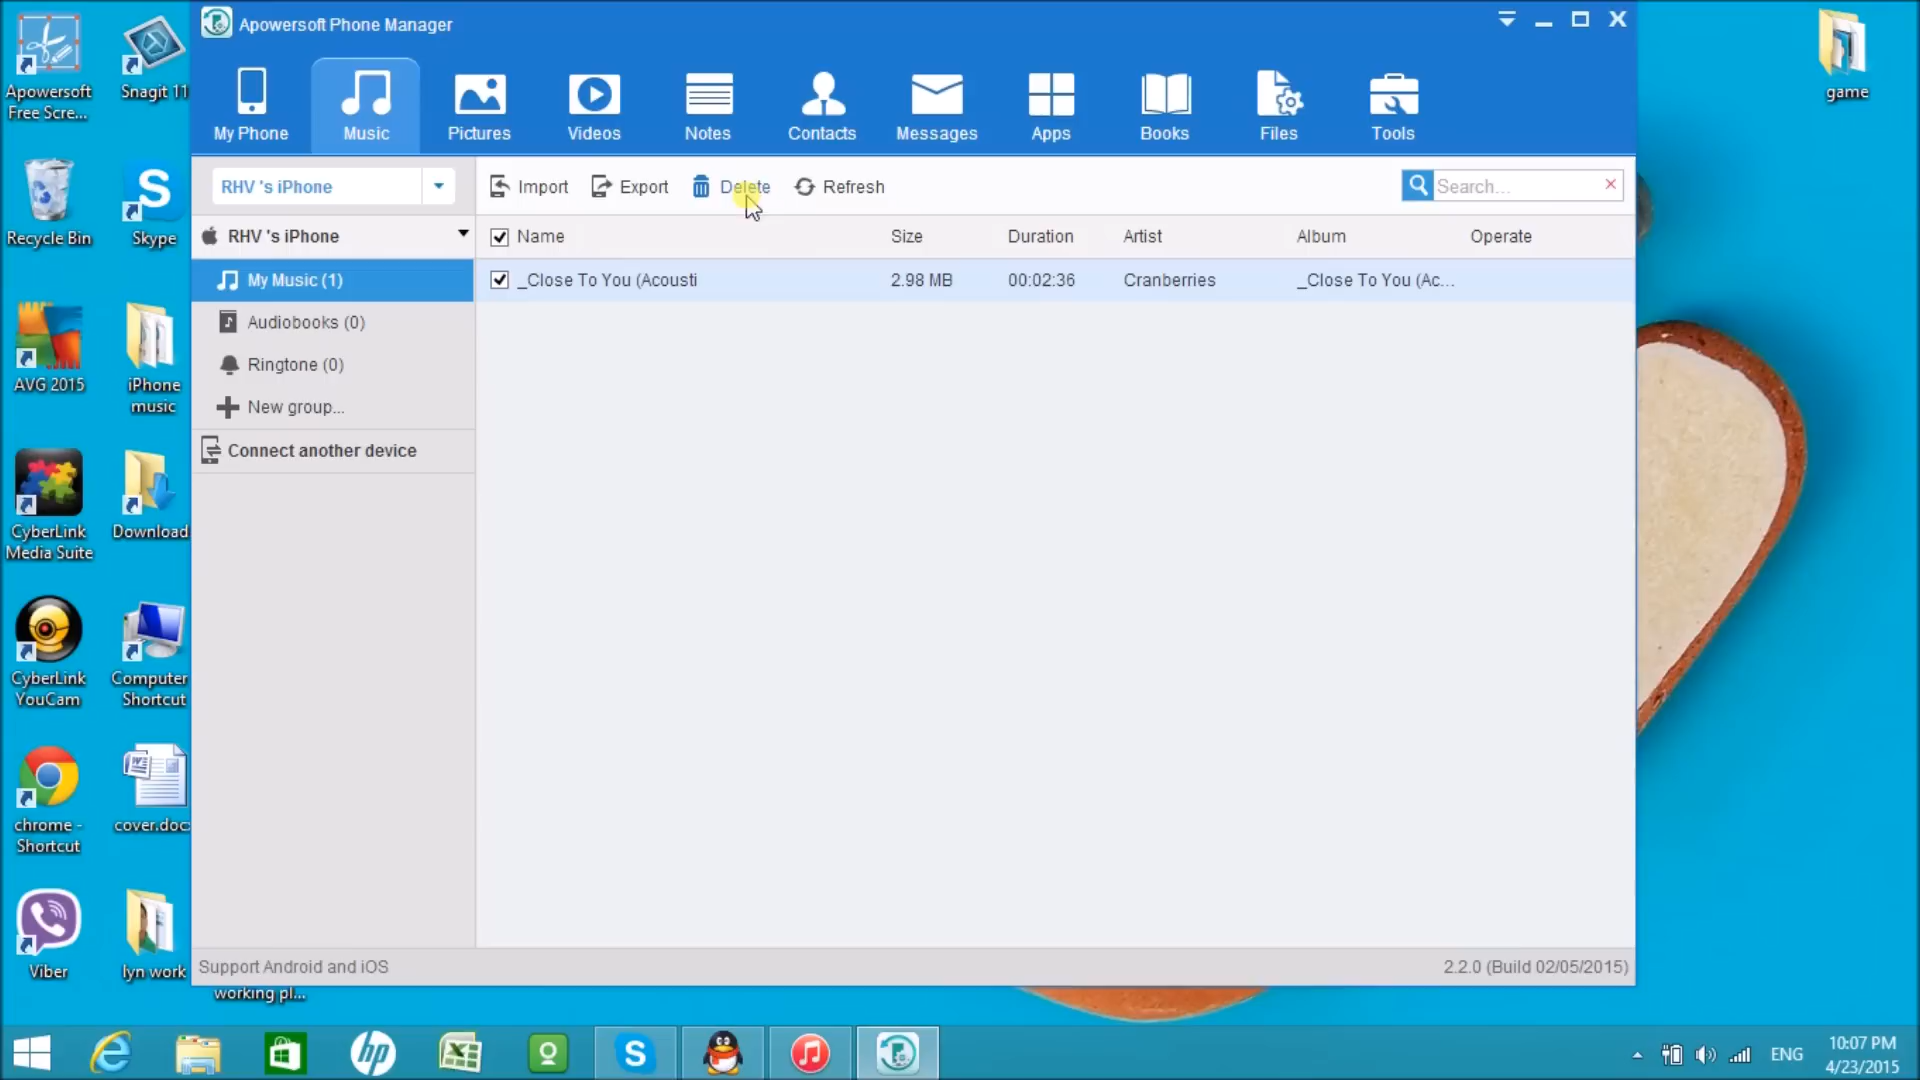 Apowersoft Phone Manager
My Phone
Music
Pictures
Videos
Notes
Contacts
Messages
Apps
Books
Files
Tools
RHV 's iPhone
Import
Export
Delete
Refresh
Search...
RHV 's iPhone
Name
Size
Duration
Artist
Album
Operate
My Music (1)
_Close To You (Acousti
2.98 MB
00:02:36
Cranberries
_Close To You (Ac...
Audiobooks (0)
Ringtone (0)
New group...
Connect another device
Support Android and iOS
2.2.0 (Build 02/05/2015)
Apowersoft
Free Scre...
Snagit 11
Recycle Bin
Skype
AVG 2015
iPhone
music
CyberLink
Media Suite
Download
CyberLink
YouCam
Computer
Shortcut
chrome -
Shortcut
cover.doc
Viber
lyn work
working pl...
game
ENG
10:07 PM
4/23/2015